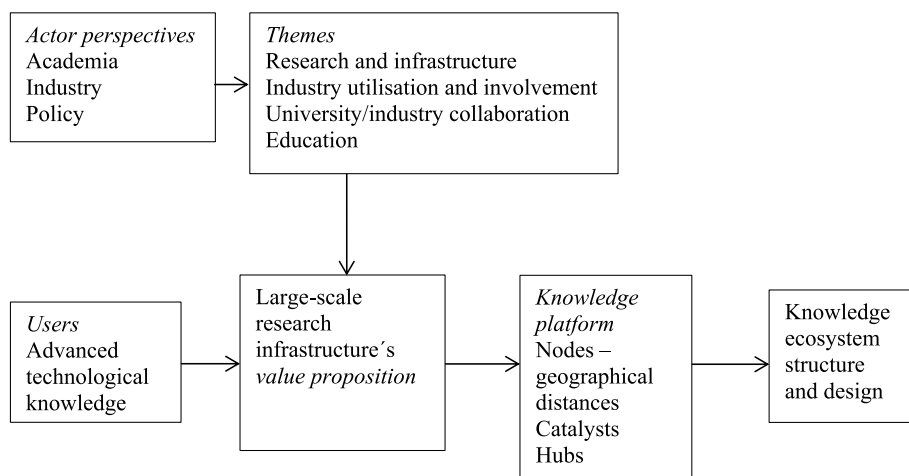 Actor perspectives
Academia
Industry
Policy
Themes
Research and infrastructure
Industry utilisation and involvement
University/industry collaboration
Education
Users
Advanced
technological
knowledge
Large-scale
research
infrastructure´s
value proposition
Knowledge
platform
Nodes –
geographical
distances
Catalysts
Hubs
Knowledge
ecosystem
structure
and design